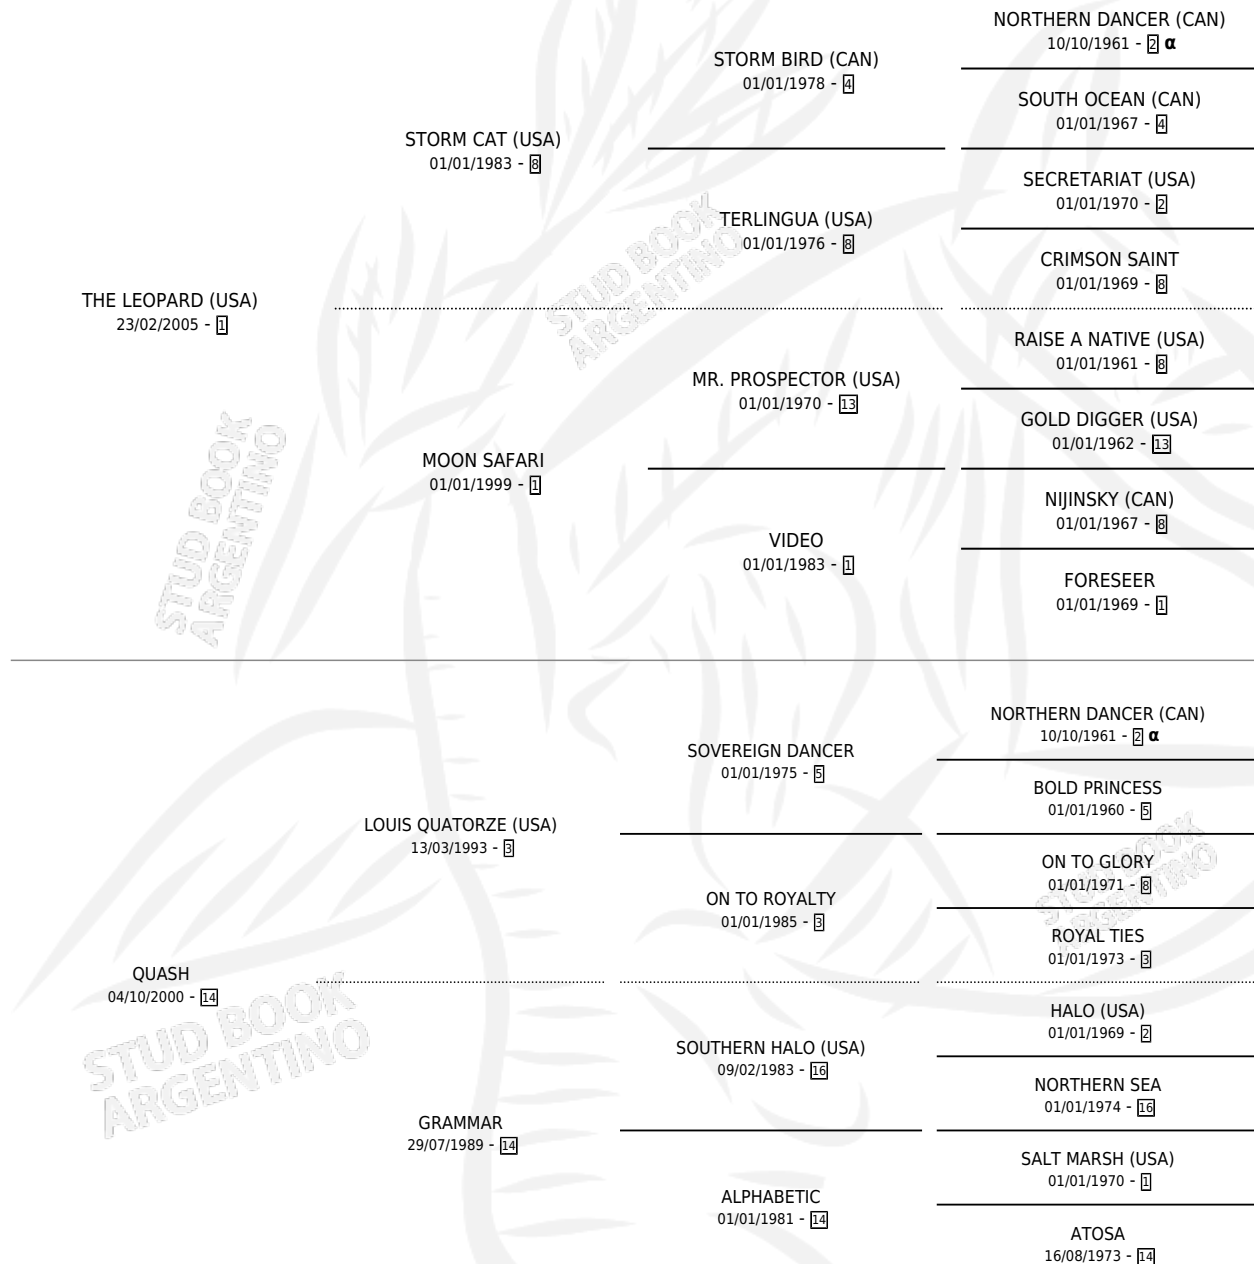 NORTHERN DANCER (CAN)
10/10/1961 - 2 α
STORM BIRD (CAN)
01/01/1978 - 4
SOUTH OCEAN (CAN)
01/01/1967 - 4
STORM CAT (USA)
01/01/1983 - 8
SECRETARIAT (USA)
01/01/1970 - 2
TERLINGUA (USA)
01/01/1976 - 8
CRIMSON SAINT
01/01/1969 - 8
THE LEOPARD (USA)
23/02/2005 - 1
STUD BOOK
ARGENTINO
RAISE A NATIVE (USA)
01/01/1961 - 8
MR. PROSPECTOR (USA)
01/01/1970 - 13
GOLD DIGGER (USA)
01/01/1962 - 13
MOON SAFARI
01/01/1999 - 1
NIJINSKY (CAN)
01/01/1967 - 8
VIDEO
01/01/1983 - 1
FORESEER
01/01/1969 - 1
STUD BOOK
ARGENTINO
NORTHERN DANCER (CAN)
10/10/1961 - 2 α
SOVEREIGN DANCER
01/01/1975 - 5
BOLD PRINCESS
01/01/1960 - 5
LOUIS QUATORZE (USA)
13/03/1993 - 3
ON TO GLORY
01/01/1971 - 8
ON TO ROYALTY
01/01/1985 - 3
STUD BOOK
ARGENTINO
ROYAL TIES
01/01/1973 - 3
QUASH
04/10/2000 - 14
HALO (USA)
01/01/1969 - 2
SOUTHERN HALO (USA)
09/02/1983 - 16
STUD BOOK
ARGENTINO
NORTHERN SEA
01/01/1974 - 16
GRAMMAR
29/07/1989 - 14
SALT MARSH (USA)
01/01/1970 - 1
ALPHABETIC
01/01/1981 - 14
ATOSA
16/08/1973 - 14